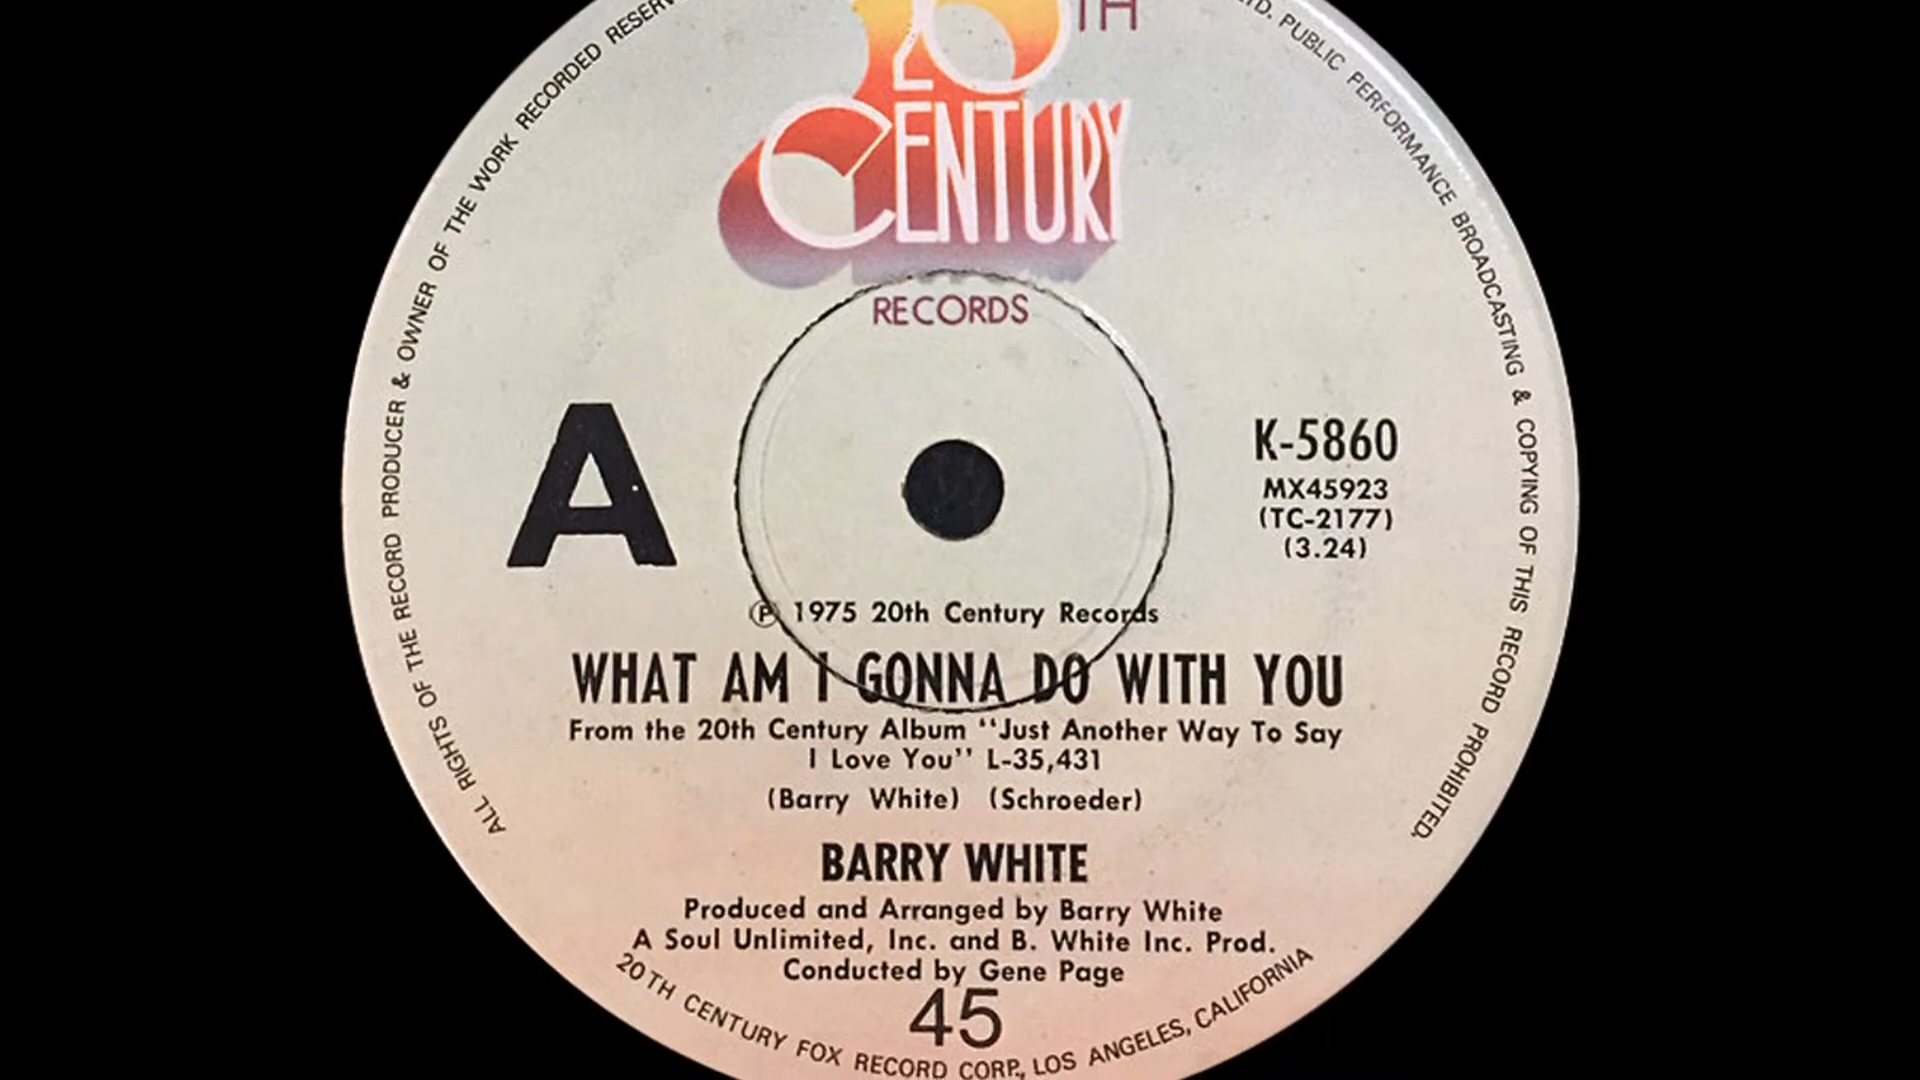 20TH
CENTURY
RECORDS
A
K-5860
MX45923
(TC-2177)
(3.24)
℗ 1975 20th Century Records
WHAT AM I GONNA DO WITH YOU
From the 20th Century Album "Just Another Way To Say
I Love You" L-35,431
(Barry White) (Schroeder)
BARRY WHITE
Produced and Arranged by Barry White
A Soul Unlimited, Inc. and B. White Inc. Prod.
Conducted by Gene Page
45
20TH CENTURY FOX RECORD CORP., LOS ANGELES, CALIFORNIA
ALL RIGHTS OF THE RECORD PRODUCER & OWNER OF THE WORK RECORDED
LTD. PUBLIC PERFORMANCE BROADCASTING & COPYING OF THIS RECORD PROHIBITED.